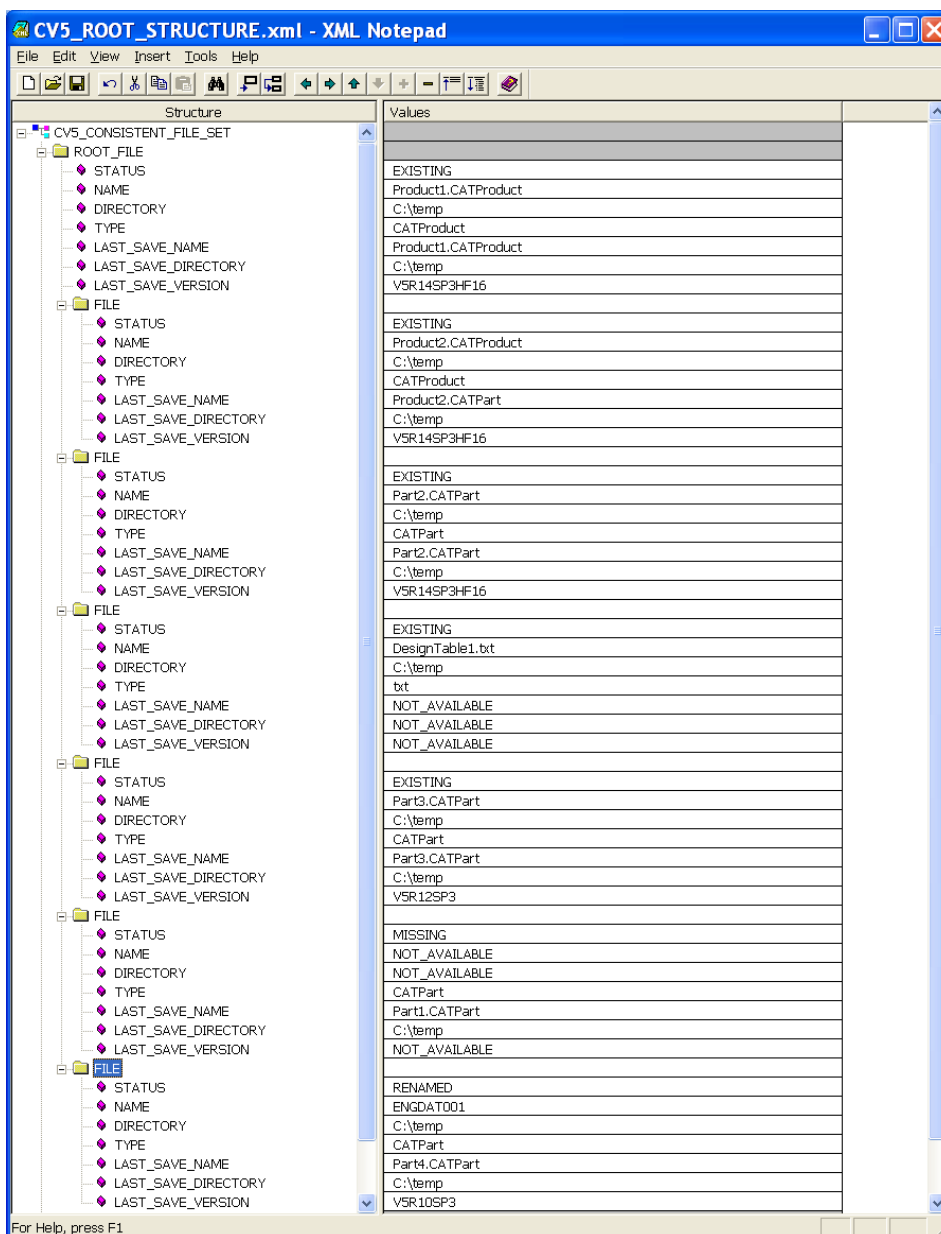 CV5_ROOT_STRUCTURE.xml - XML Notepad
File Edit View Insert Tools Help
Structure Values
CV5_CONSISTENT_FILE_SET
ROOT_FILE
STATUS EXISTING
NAME Product1.CATProduct
DIRECTORY C:\temp
TYPE CATProduct
LAST_SAVE_NAME Product1.CATProduct
LAST_SAVE_DIRECTORY C:\temp
LAST_SAVE_VERSION V5R14SP3HF16
FILE
STATUS EXISTING
NAME Product2.CATProduct
DIRECTORY C:\temp
TYPE CATProduct
LAST_SAVE_NAME Product2.CATPart
LAST_SAVE_DIRECTORY C:\temp
LAST_SAVE_VERSION V5R14SP3HF16
FILE
STATUS EXISTING
NAME Part2.CATPart
DIRECTORY C:\temp
TYPE CATPart
LAST_SAVE_NAME Part2.CATPart
LAST_SAVE_DIRECTORY C:\temp
LAST_SAVE_VERSION V5R14SP3HF16
FILE
STATUS EXISTING
NAME DesignTable1.txt
DIRECTORY C:\temp
TYPE txt
LAST_SAVE_NAME NOT_AVAILABLE
LAST_SAVE_DIRECTORY NOT_AVAILABLE
LAST_SAVE_VERSION NOT_AVAILABLE
FILE
STATUS EXISTING
NAME Part3.CATPart
DIRECTORY C:\temp
TYPE CATPart
LAST_SAVE_NAME Part3.CATPart
LAST_SAVE_DIRECTORY C:\temp
LAST_SAVE_VERSION V5R12SP3
FILE
STATUS MISSING
NAME NOT_AVAILABLE
DIRECTORY NOT_AVAILABLE
TYPE CATPart
LAST_SAVE_NAME Part1.CATPart
LAST_SAVE_DIRECTORY C:\temp
LAST_SAVE_VERSION NOT_AVAILABLE
FILE
STATUS RENAMED
NAME ENGDAT001
DIRECTORY C:\temp
TYPE CATPart
LAST_SAVE_NAME Part4.CATPart
LAST_SAVE_DIRECTORY C:\temp
LAST_SAVE_VERSION V5R10SP3
For Help, press F1